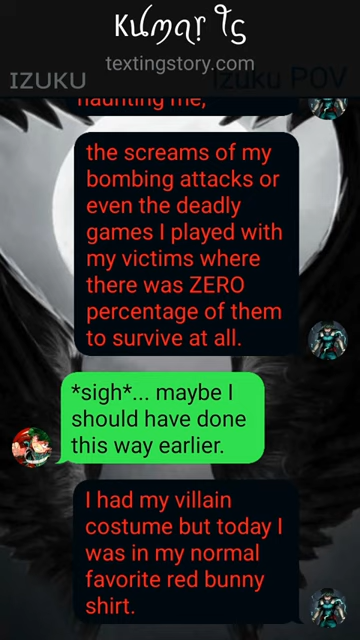 Kumar TG
textingstory.com
IZUKU
Izuku POV
haunting me,
the screams of my
bombing attacks or
even the deadly
games I played with
my victims where
there was ZERO
percentage of them
to survive at all.
*sigh*... maybe I
should have done
this way earlier.
I had my villain
costume but today I
was in my normal
favorite red bunny
shirt.